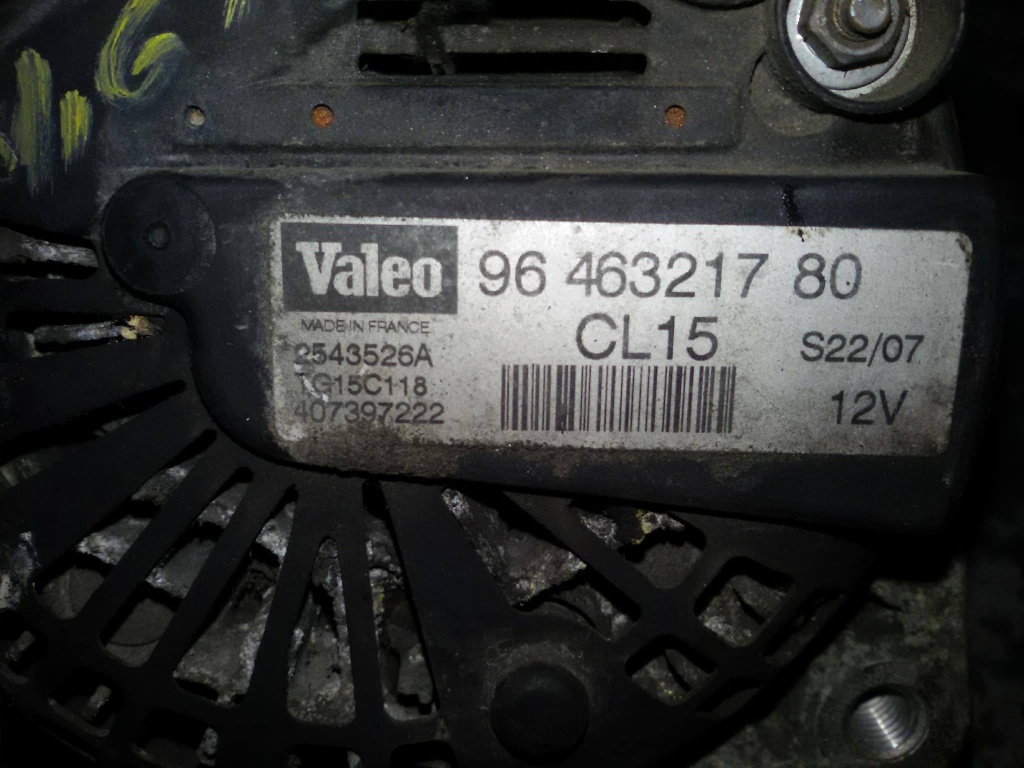 Valeo 96 463217 80
MADE IN FRANCE CL15 S22/07
2543526A
TG15C118 12V
407397222